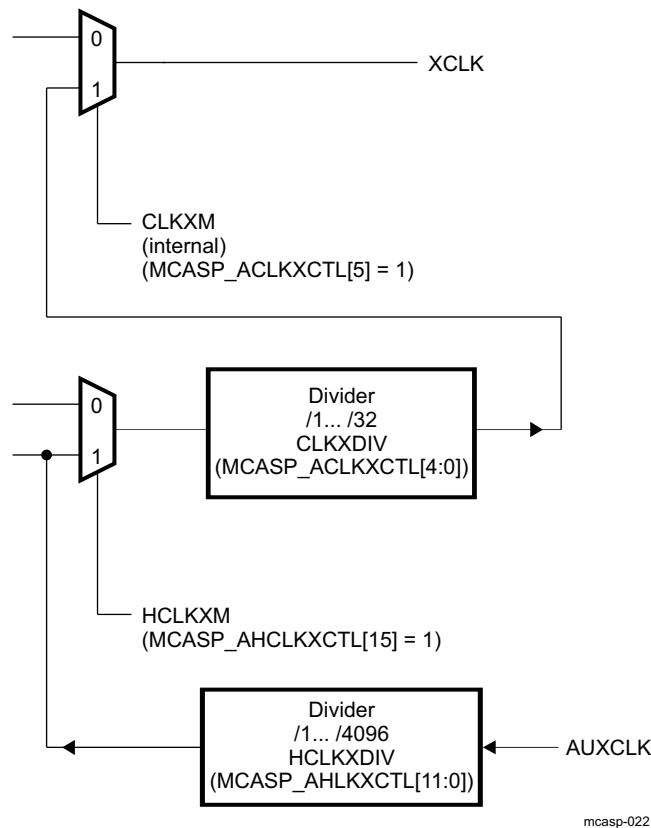 0
XCLK
1
CLKXM
(internal)
(MCASP_ACLKXCTL[5] = 1)
Divider
/1... /32
CLKXDIV
(MCASP_ACLKXCTL[4:0])
0
1
HCLKXM
(MCASP_AHCLKXCTL[15] = 1)
Divider
/1... /4096
HCLKXDIV
(MCASP_AHLKXCTL[11:0])
AUXCLK
mcasp-022